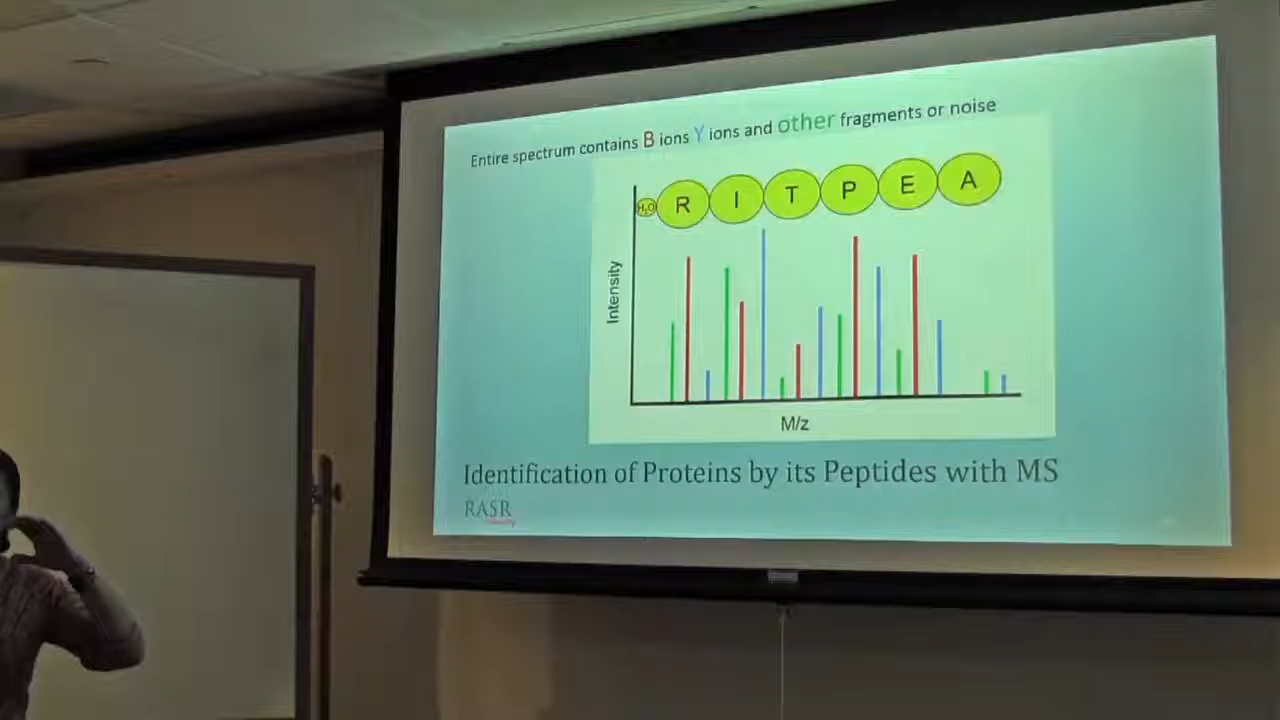 Entire spectrum contains B ions Y ions and other fragments or noise
H₂O R I T P E A
Intensity
M/z
Identification of Proteins by its Peptides with MS
RASR